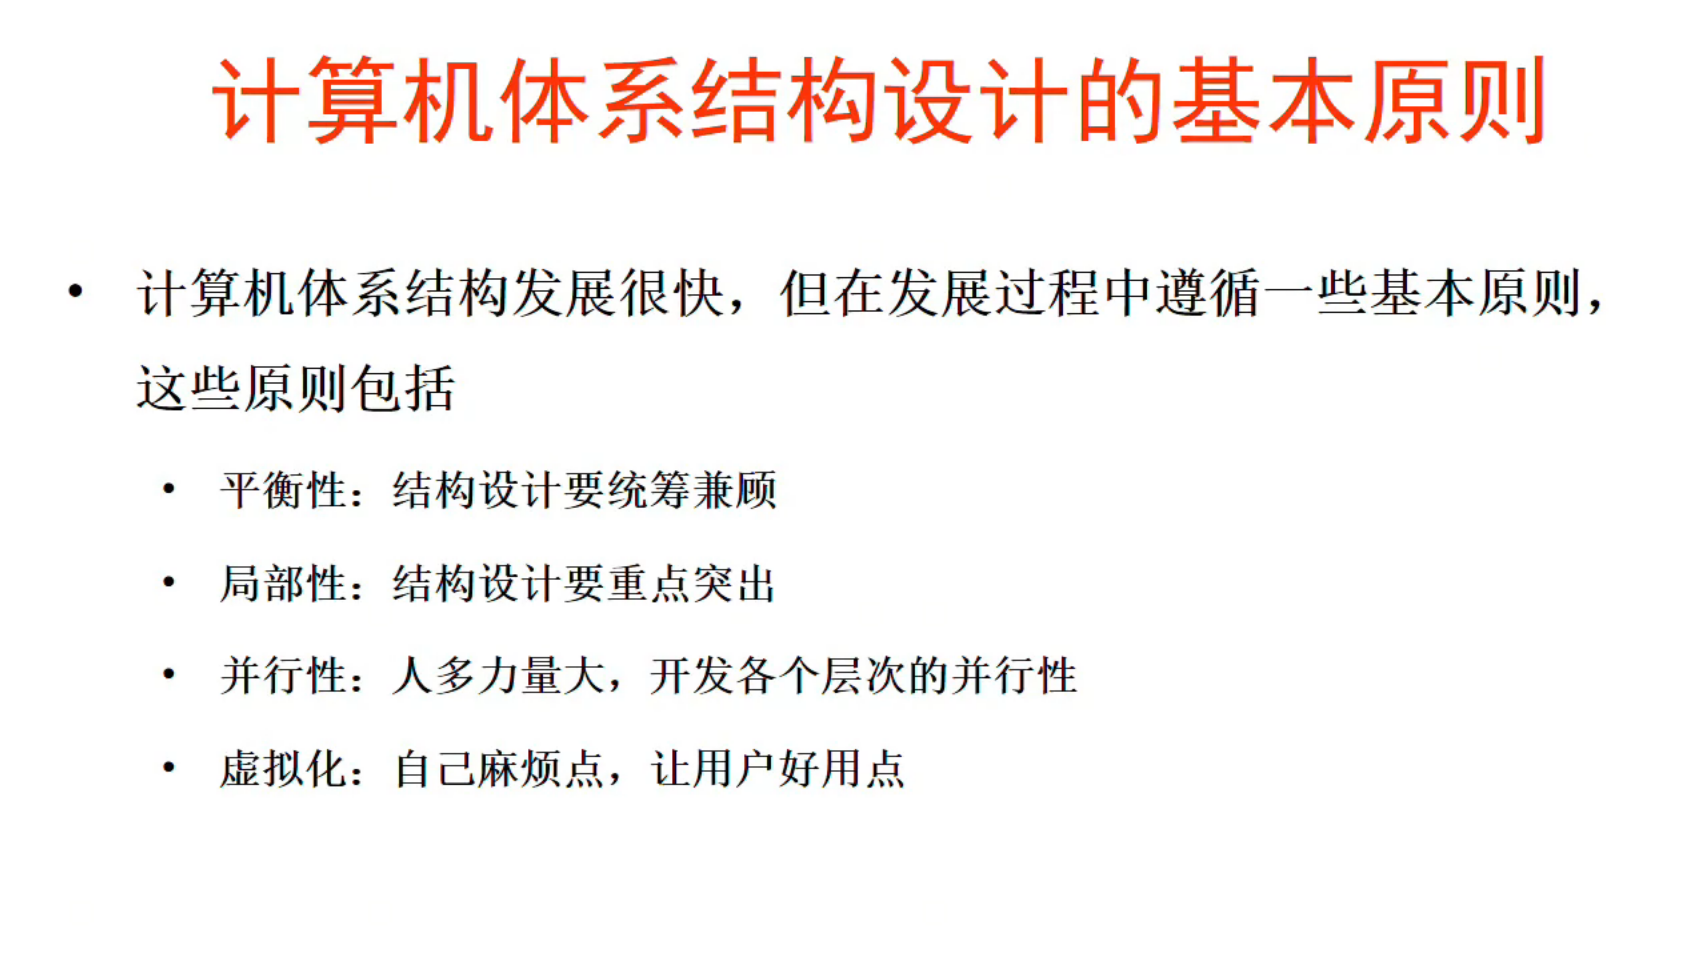 计算机体系结构设计的基本原则
• 计算机体系结构发展很快，但在发展过程中遵循一些基本原则，
这些原则包括
• 平衡性：结构设计要统筹兼顾
• 局部性：结构设计要重点突出
• 并行性：人多力量大，开发各个层次的并行性
• 虚拟化：自己麻烦点，让用户好用点